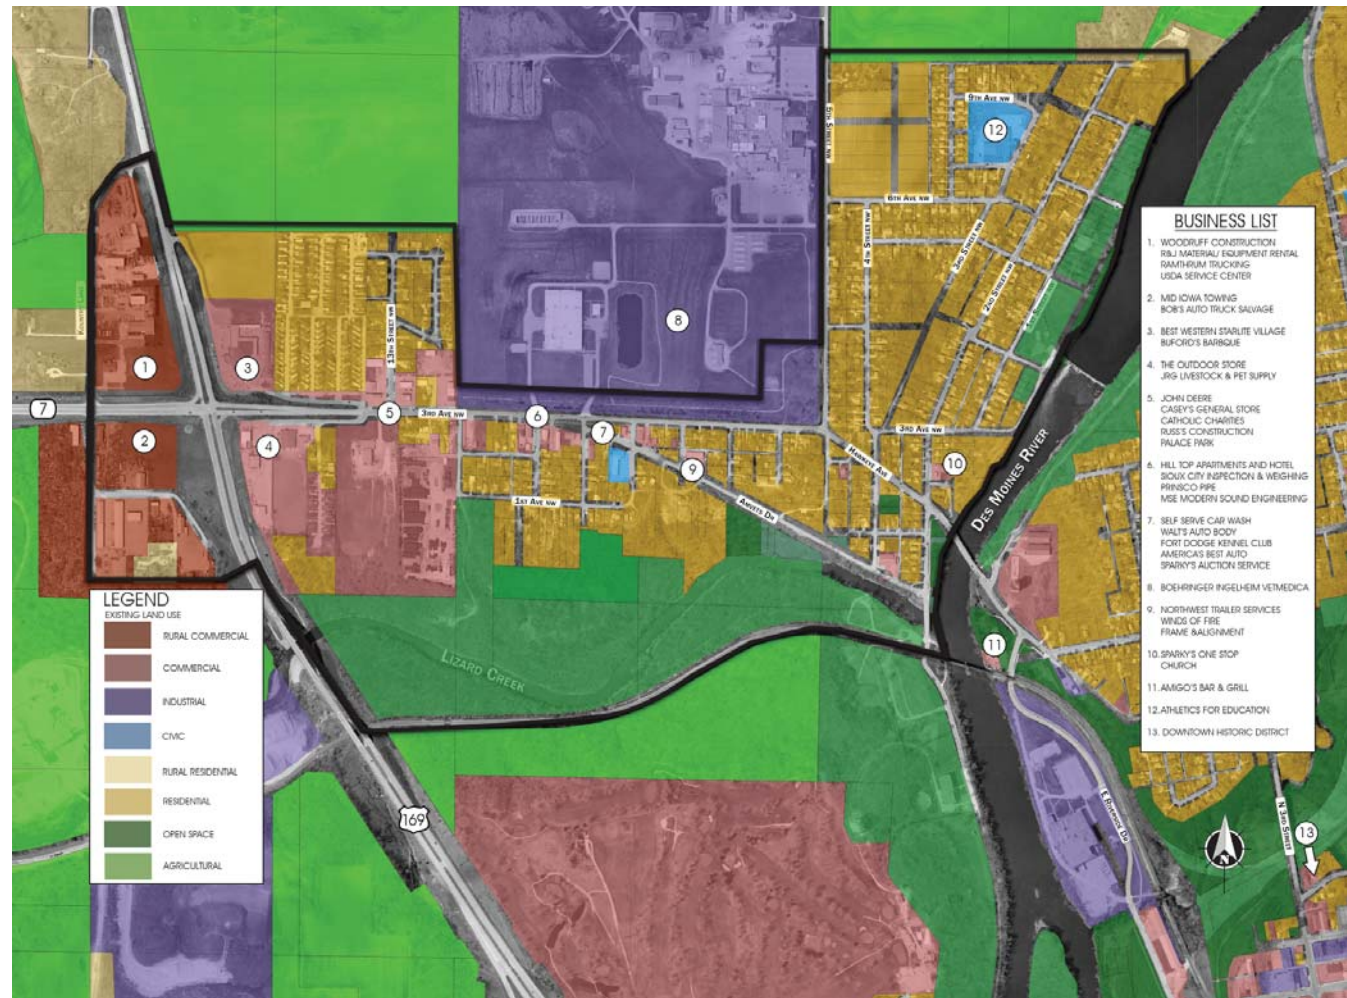 9TH AVE NW
12
5TH STREET NW
6TH AVE NW
4TH STREET NW
3RD STREET NW
2ND STREET NW
13TH STREET NW
8
1
3
7
5
3RD AVE NW
6
7
2
4
9
3RD AVE NW
HAWKEYE AVE
10
1ST AVE NW
ANGELS DR
DES MOINES RIVER
LIZARD CREEK
11
169
N 3RD STREET
13
N
BUSINESS LIST
1. WOODRUFF CONSTRUCTION
R&J MATERIAL/ EQUIPMENT RENTAL
RAMTHRUM TRUCKING
USDA SERVICE CENTER
2. MID IOWA TOWING
BOB'S AUTO TRUCK SALVAGE
3. BEST WESTERN STARLITE VILLAGE
BUFORD'S BARBQUE
4. THE OUTDOOR STORE
JRG LIVESTOCK & PET SUPPLY
5. JOHN DEERE
CASEY'S GENERAL STORE
CATHOLIC CHARITIES
RUSS'S CONSTRUCTION
PALACE PARK
6. HILL TOP APARTMENTS AND HOTEL
SIOUX CITY INSPECTION & WEIGHING
PRINSCO PIPE
MSE MODERN SOUND ENGINEERING
7. SELF SERVE CAR WASH
WALT'S AUTO BODY
FORT DODGE KENNEL CLUB
AMERICA'S BEST AUTO
SPARKY'S AUCTION SERVICE
8. BOEHRINGER INGELHEIM VETMEDICA
9. NORTHWEST TRAILER SERVICES
WINDS OF FIRE
FRAME &ALIGNMENT
10. SPARKY'S ONE STOP
CHURCH
11. AMIGO'S BAR & GRILL
12. ATHLETICS FOR EDUCATION
13. DOWNTOWN HISTORIC DISTRICT
LEGEND
EXISTING LAND USE
RURAL COMMERCIAL
COMMERCIAL
INDUSTRIAL
CIVIC
RURAL RESIDENTIAL
RESIDENTIAL
OPEN SPACE
AGRICULTURAL